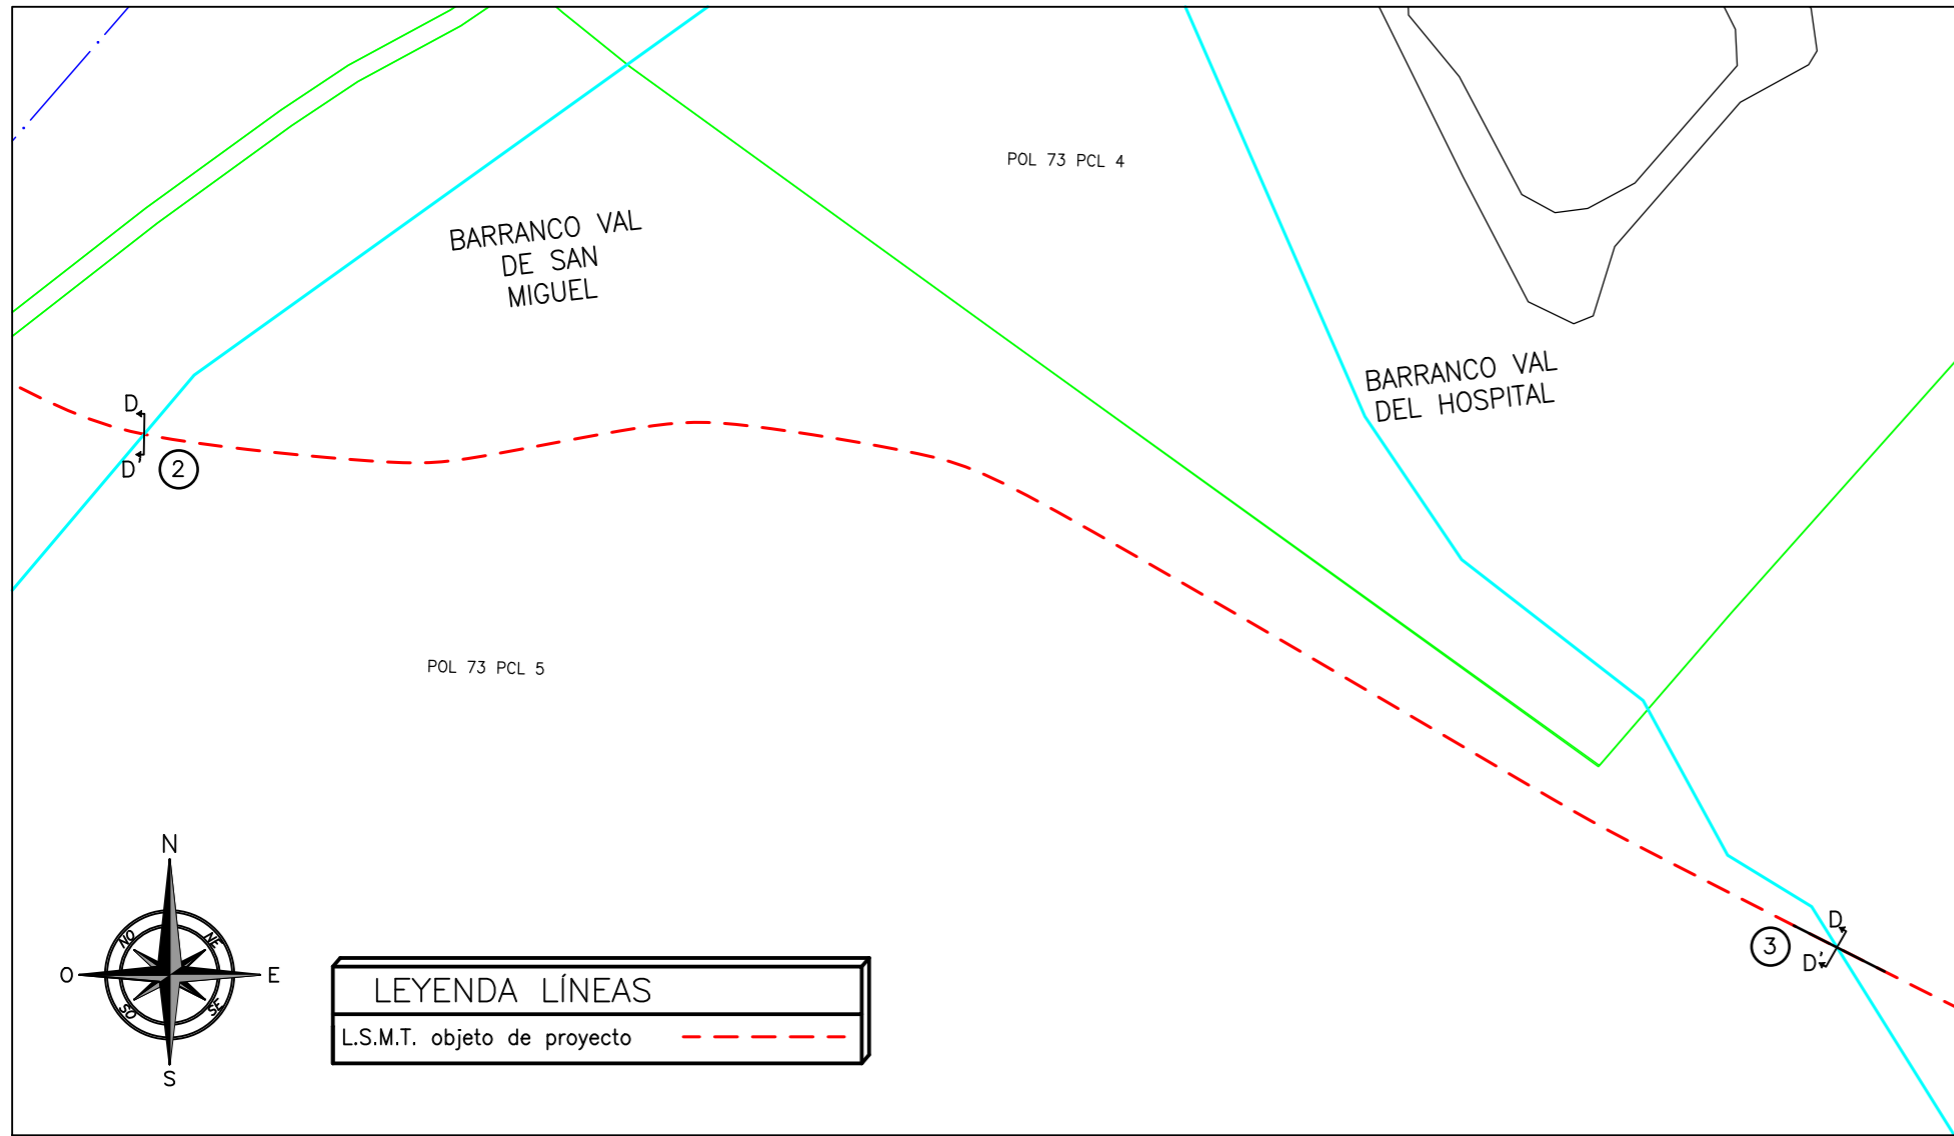 POL 73 PCL 4
BARRANCO VAL
DE SAN
MIGUEL
BARRANCO VAL
DEL HOSPITAL
D
D'
2
POL 73 PCL 5
D
D'
3
N
NO
NE
O
E
SO
SE
S
LEYENDA LÍNEAS
L.S.M.T. objeto de proyecto